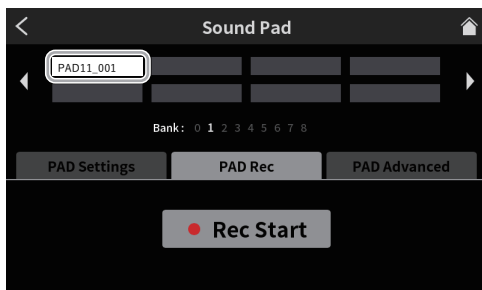 Sound Pad
PAD11_001
Bank: 0 1 2 3 4 5 6 7 8
PAD Settings PAD Rec PAD Advanced
Rec Start